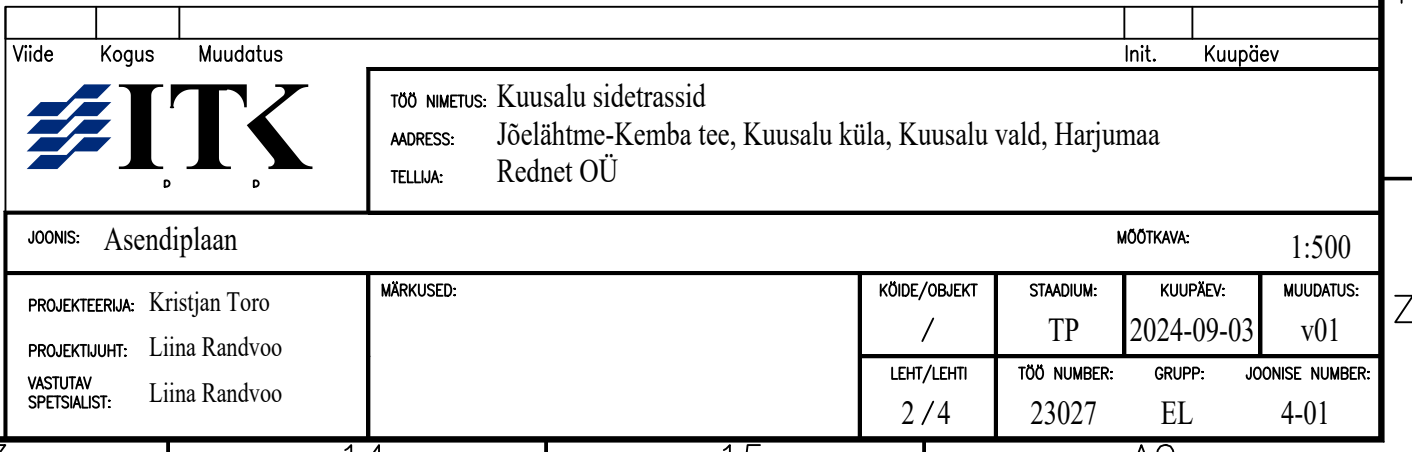 Viide Kogus Muudatus Init. Kuupäev
ITK
D D
TÖÖ NIMETUS: Kuusalu sidetrassid
AADRESS: Jõelähtme-Kemba tee, Kuusalu küla, Kuusalu vald, Harjumaa
TELLIJA: Rednet OÜ
JOONIS: Asendiplaan MÕÕTKAVA: 1:500
PROJEKTEERIJA: Kristjan Toro
PROJEKTIJUHT: Liina Randvoo
VASTUTAV
SPETSIALIST: Liina Randvoo
MÄRKUSED:
KÖIDE/OBJEKT STAADIUM: KUUPÄEV: MUUDATUS:
/ TP 2024-09-03 v01
LEHT/LEHTI TÖÖ NUMBER: GRUPP: JOONISE NUMBER:
2 / 4 23027 EL 4-01
Z